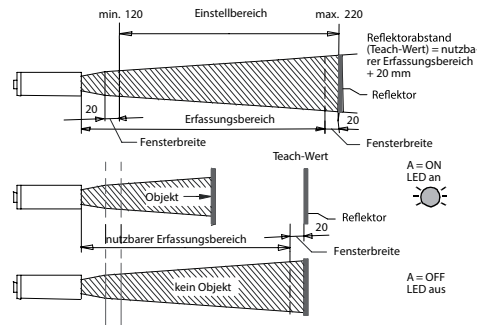 min. 120
Einstellbereich
max. 220
Reflektorabstand
(Teach-Wert) = nutzba-
rer Erfassungsbereich
+ 20 mm
Reflektor
20
Erfassungsbereich
20
Fensterbreite
Fensterbreite
Teach-Wert
A = ON
LED an
Objekt
Reflektor
20
nutzbarer Erfassungsbereich
Fensterbreite
kein Objekt
A = OFF
LED aus